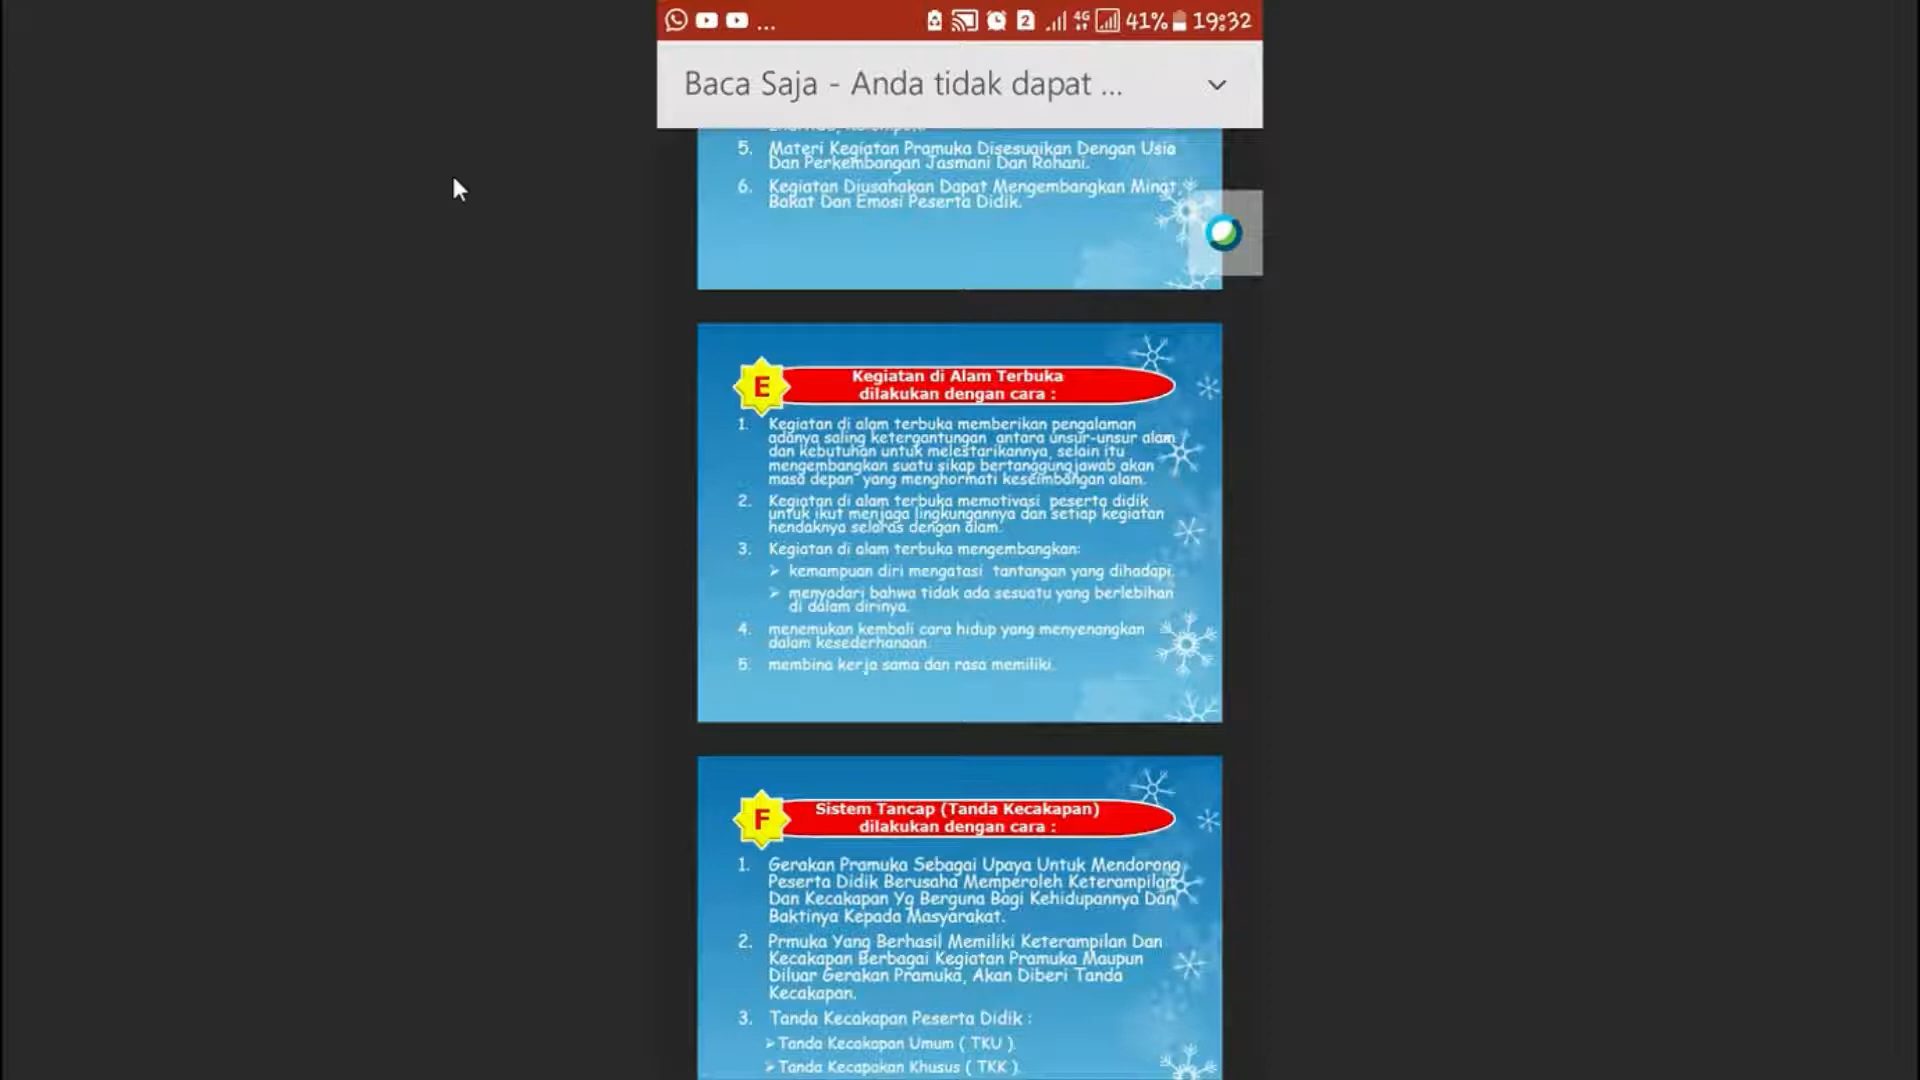 ... 2 4G 41% 19:32
Baca Saja - Anda tidak dapat ...
5. Materi Kegiatan Pramuka Disesuaikan Dengan Usia
Dan Perkembangan Jasmani Dan Rohani.
6. Kegiatan Diusahakan Dapat Mengembangkan Minat,
Bakat Dan Emosi Peserta Didik.
E
Kegiatan di Alam Terbuka
dilakukan dengan cara :
1. Kegiatan di alam terbuka memberikan pengalaman
adanya saling ketergantungan antara unsur-unsur alam
dan kebutuhan untuk melestarikannya, selain itu
mengembangkan suatu sikap bertanggungjawab akan
masa depan yang menghormati keseimbangan alam.
2. Kegiatan di alam terbuka memotivasi peserta didik
untuk ikut menjaga lingkungannya dan setiap kegiatan
hendaknya selaras dengan alam.
3. Kegiatan di alam terbuka mengembangkan:
➢ kemampuan diri mengatasi tantangan yang dihadapi.
➢ menyadari bahwa tidak ada sesuatu yang berlebihan
di dalam dirinya.
4. menemukan kembali cara hidup yang menyenangkan
dalam kesederhanaan.
5. membina kerja sama dan rasa memiliki.
F
Sistem Tancap (Tanda Kecakapan)
dilakukan dengan cara :
1. Gerakan Pramuka Sebagai Upaya Untuk Mendorong
Peserta Didik Berusaha Memperoleh Keterampilan
Dan Kecakapan Yg Berguna Bagi Kehidupannya Dan
Baktinya Kepada Masyarakat.
2. Prmuka Yang Berhasil Memiliki Keterampilan Dan
Kecakapan Berbagai Kegiatan Pramuka Maupun
Diluar Gerakan Pramuka, Akan Diberi Tanda
Kecakapan.
3. Tanda Kecakapan Peserta Didik :
➢Tanda Kecakapan Umum ( TKU ).
➢Tanda Kecapakan Khusus ( TKK ).